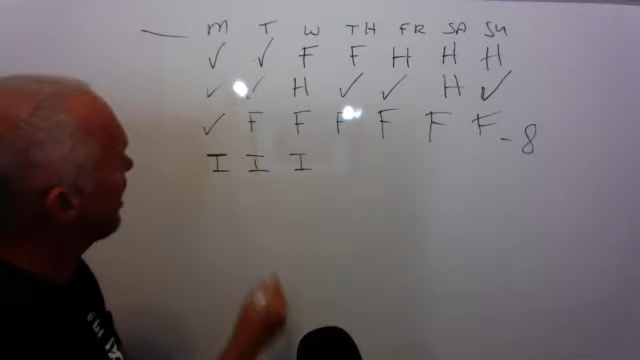 — M T W TH FR SA SU
✓ ✓ F F H H H
✓ ✓ H ✓ ✓ H ✓
✓ F F F F F F -8
I I I